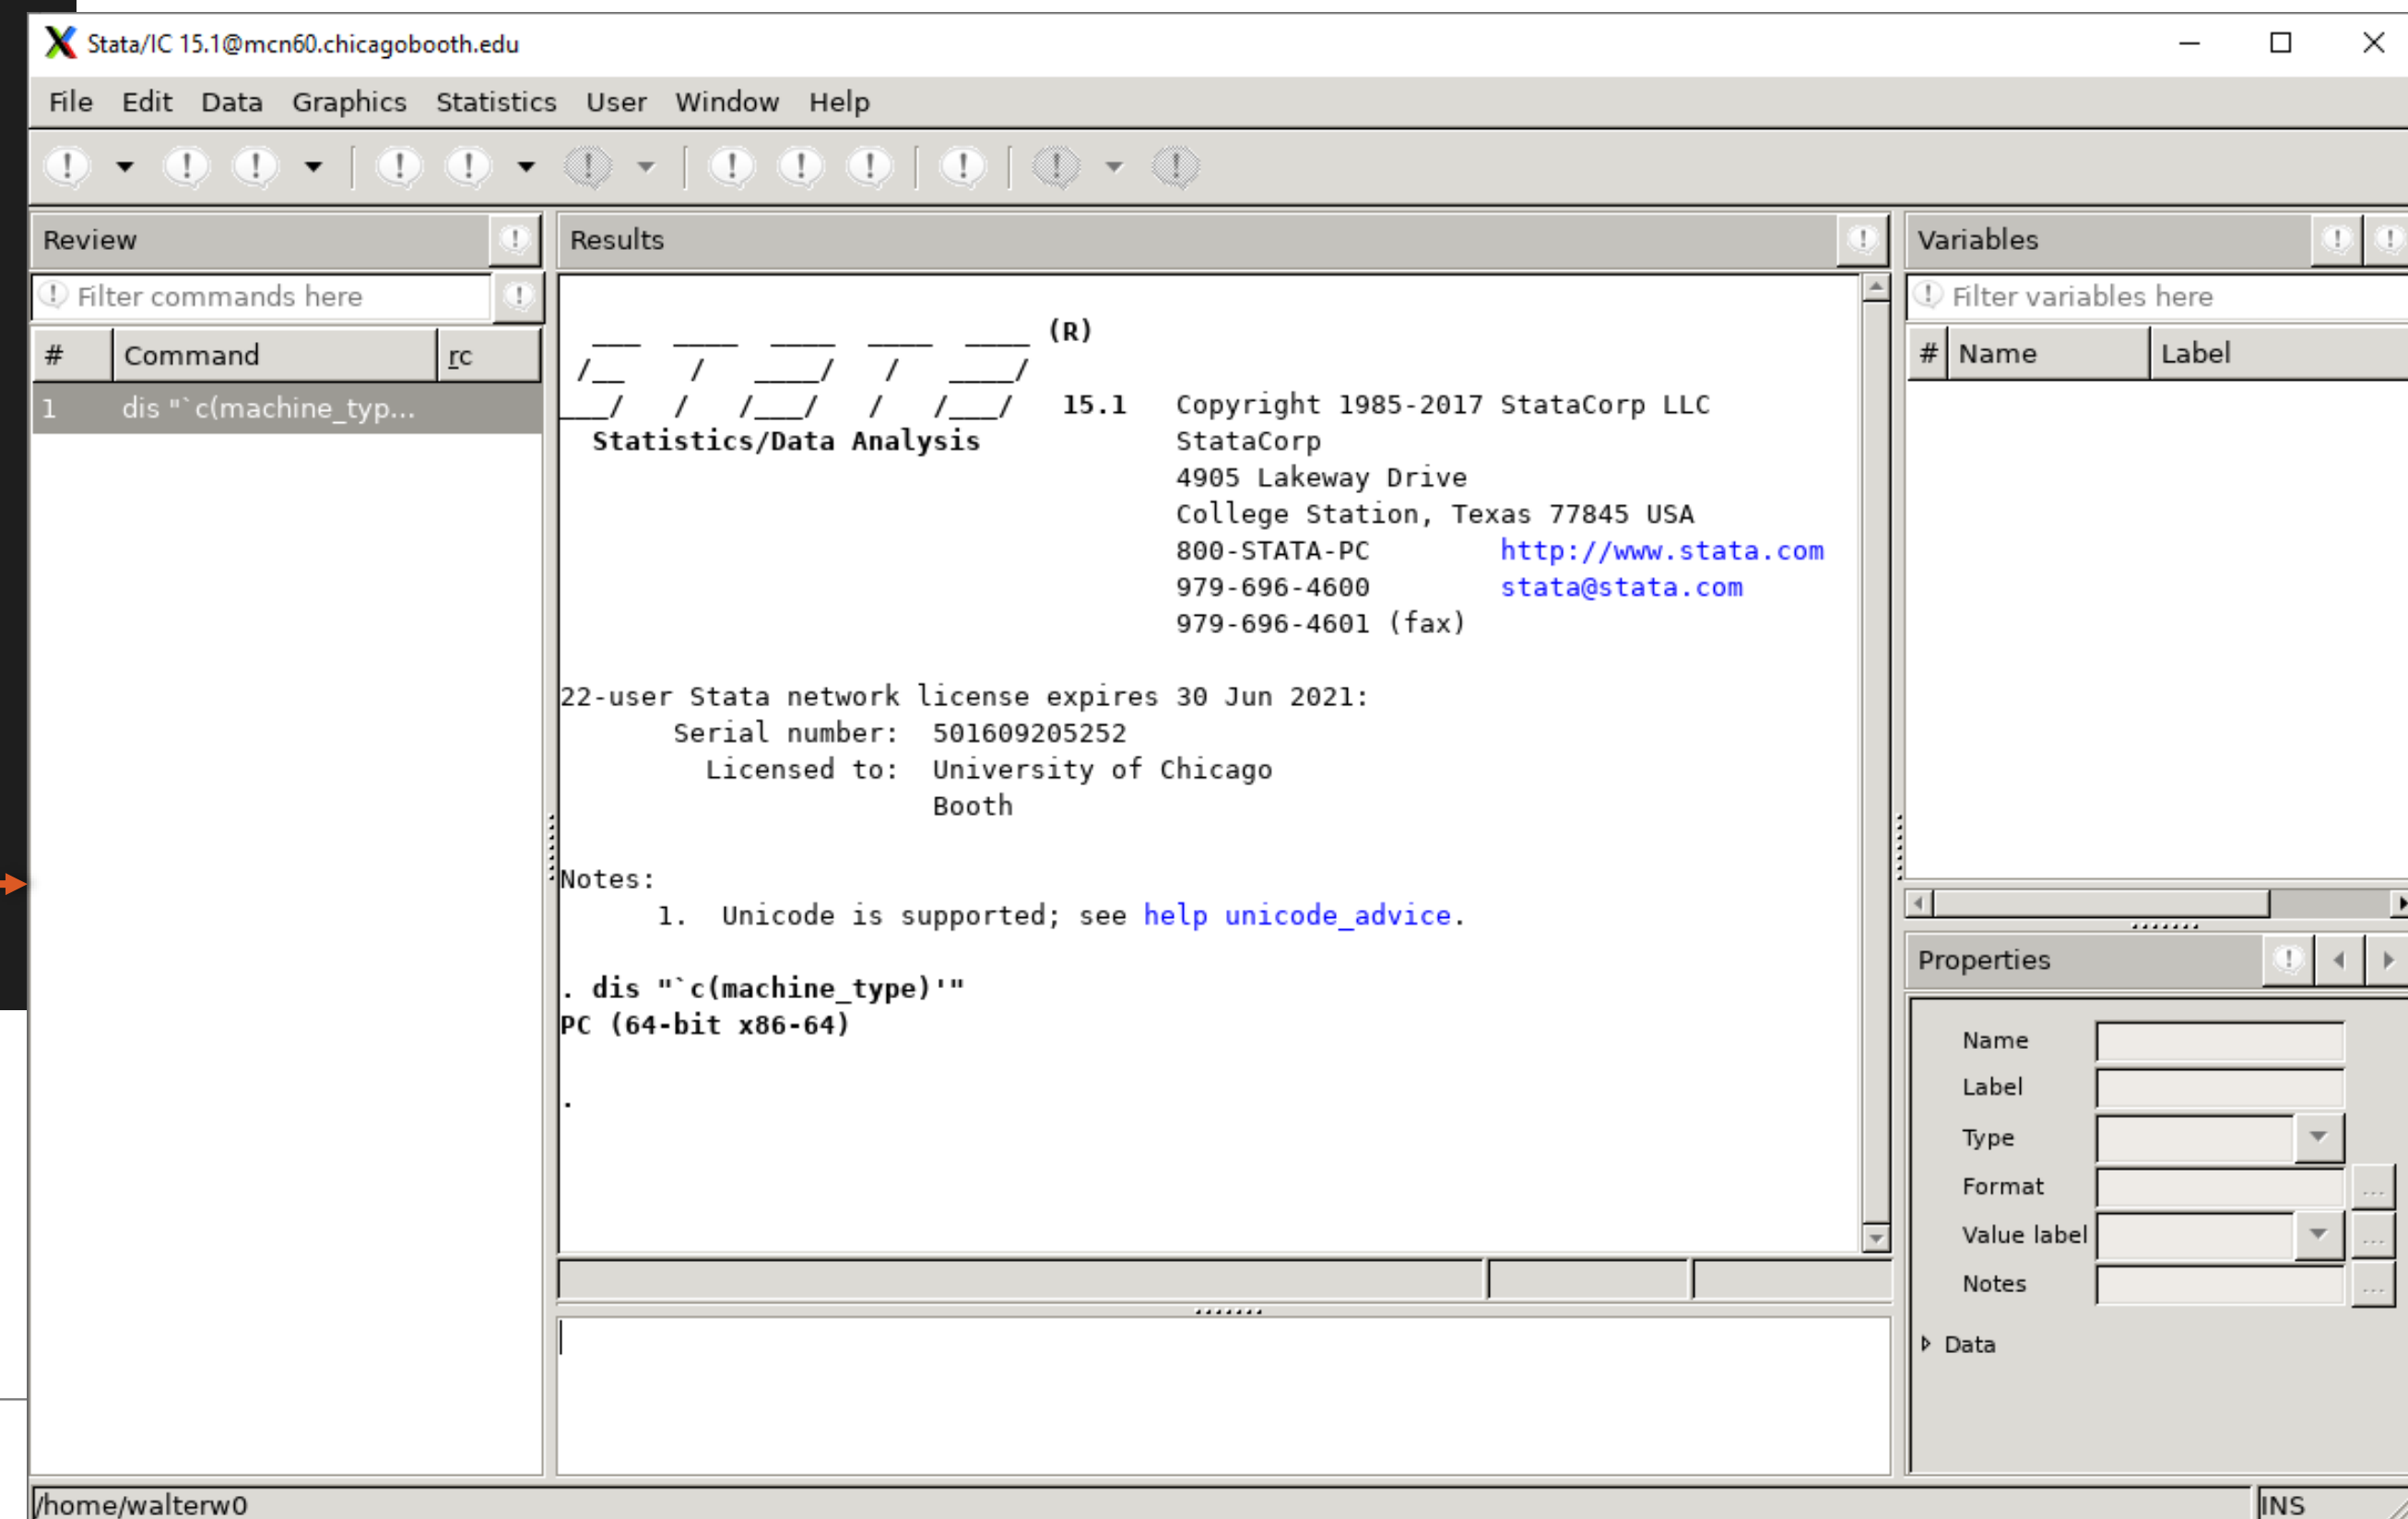 Stata/IC 15.1@mcn60.chicagobooth.edu
File Edit Data Graphics Statistics User Window Help
Review
Filter commands here
# Command rc
1 dis "`c(machine_typ...
Results
(R)
15.1 Copyright 1985-2017 StataCorp LLC
Statistics/Data Analysis StataCorp
4905 Lakeway Drive
College Station, Texas 77845 USA
800-STATA-PC http://www.stata.com
979-696-4600 stata@stata.com
979-696-4601 (fax)
22-user Stata network license expires 30 Jun 2021:
Serial number: 501609205252
Licensed to: University of Chicago
Booth
Notes:
1. Unicode is supported; see help unicode_advice.
. dis "`c(machine_type)'"
PC (64-bit x86-64)
.
Variables
Filter variables here
# Name Label
Properties
Name
Label
Type
Format
...
Value label
...
Notes
...
Data
/home/walterw0
INS